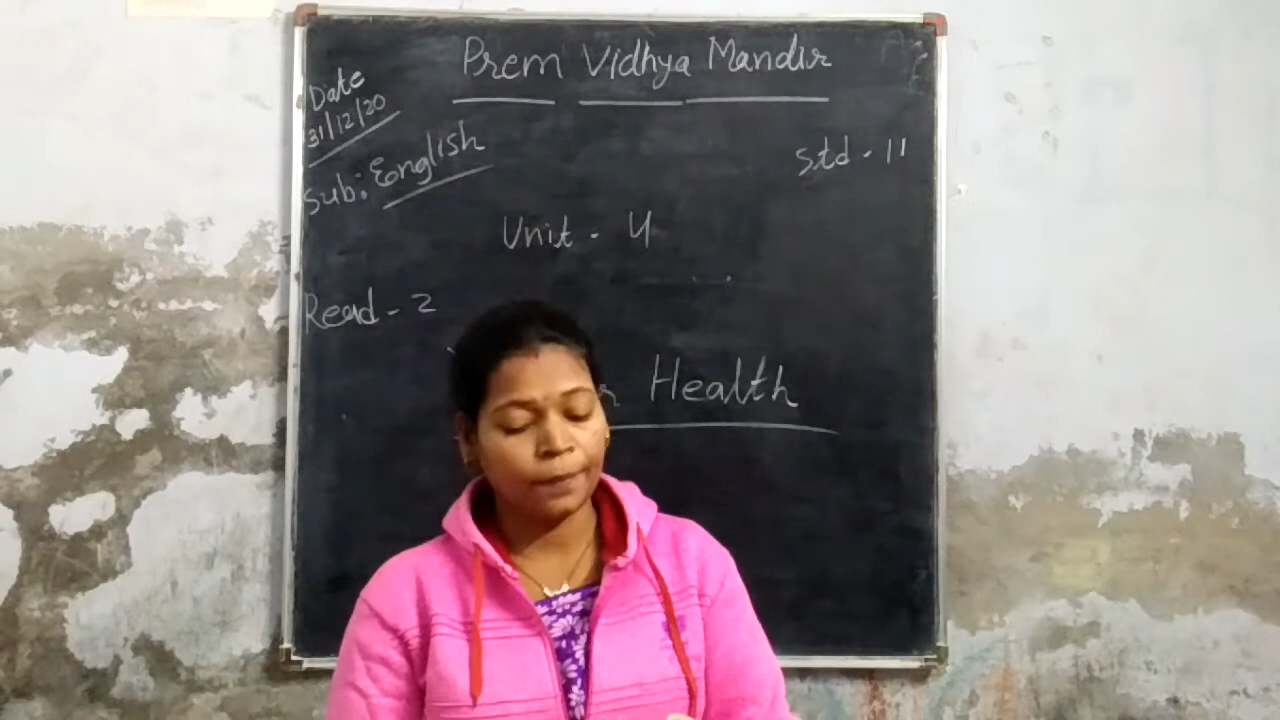 Prem Vidhya Mandir
Date
31/12/20
Sub: English
Std - 11
Unit - 4
Read - 2
Health